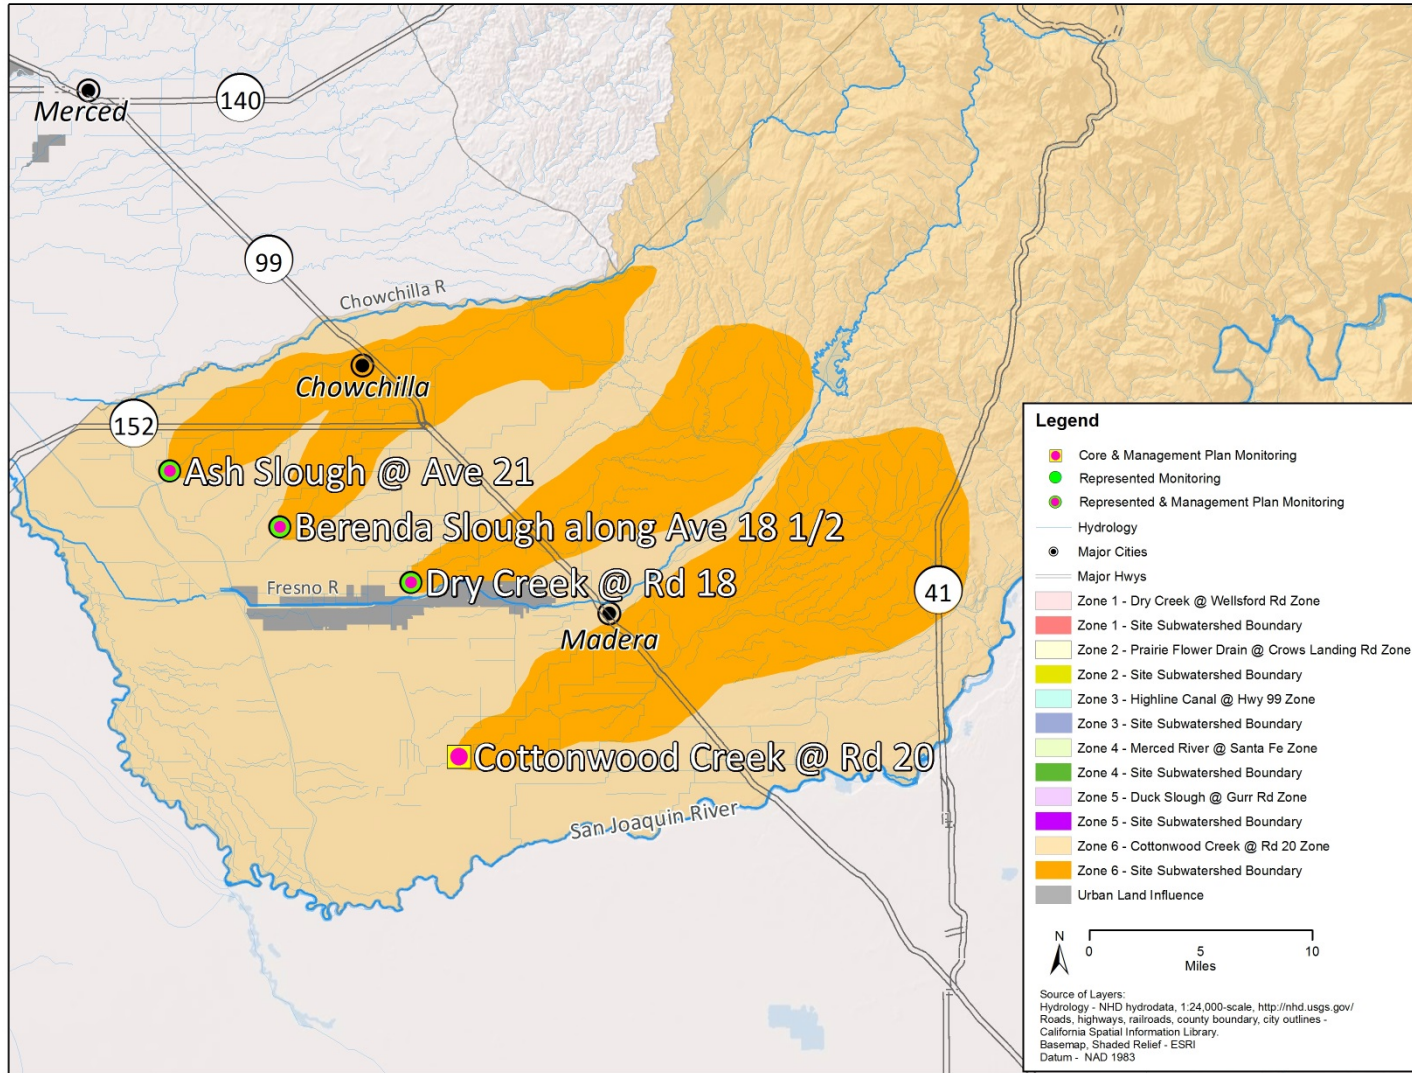 Merced
140
99
Chowchilla R
Chowchilla
152
Ash Slough @ Ave 21
Berenda Slough along Ave 18 1/2
Fresno R
Dry Creek @ Rd 18
41
Madera
Cottonwood Creek @ Rd 20
San Joaquin River
Legend
Core & Management Plan Monitoring
Represented Monitoring
Represented & Management Plan Monitoring
Hydrology
Major Cities
Major Hwys
Zone 1 - Dry Creek @ Wellsford Rd Zone
Zone 1 - Site Subwatershed Boundary
Zone 2 - Prairie Flower Drain @ Crows Landing Rd Zone
Zone 2 - Site Subwatershed Boundary
Zone 3 - Highline Canal @ Hwy 99 Zone
Zone 3 - Site Subwatershed Boundary
Zone 4 - Merced River @ Santa Fe Zone
Zone 4 - Site Subwatershed Boundary
Zone 5 - Duck Slough @ Gurr Rd Zone
Zone 5 - Site Subwatershed Boundary
Zone 6 - Cottonwood Creek @ Rd 20 Zone
Zone 6 - Site Subwatershed Boundary
Urban Land Influence
N
0 5 10
Miles
Source of Layers:
Hydrology - NHD hydrodata, 1:24,000-scale, http://nhd.usgs.gov/
Roads, highways, railroads, county boundary, city outlines -
California Spatial Information Library.
Basemap, Shaded Relief - ESRI
Datum - NAD 1983